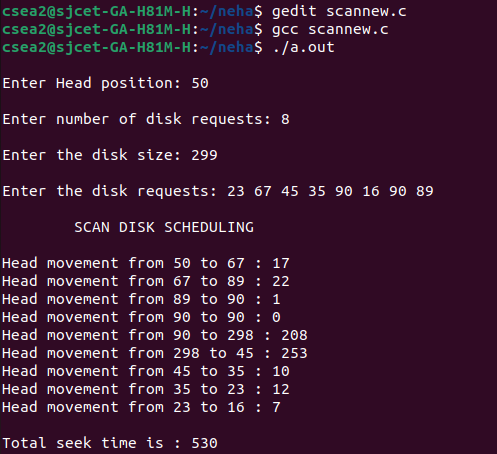 csea2@sjcet-GA-H81M-H:~/neha$ gedit scannew.c
csea2@sjcet-GA-H81M-H:~/neha$ gcc scannew.c
csea2@sjcet-GA-H81M-H:~/neha$ ./a.out
Enter Head position: 50
Enter number of disk requests: 8
Enter the disk size: 299
Enter the disk requests: 23 67 45 35 90 16 90 89
SCAN DISK SCHEDULING
Head movement from 50 to 67 : 17
Head movement from 67 to 89 : 22
Head movement from 89 to 90 : 1
Head movement from 90 to 90 : 0
Head movement from 90 to 298 : 208
Head movement from 298 to 45 : 253
Head movement from 45 to 35 : 10
Head movement from 35 to 23 : 12
Head movement from 23 to 16 : 7
Total seek time is : 530